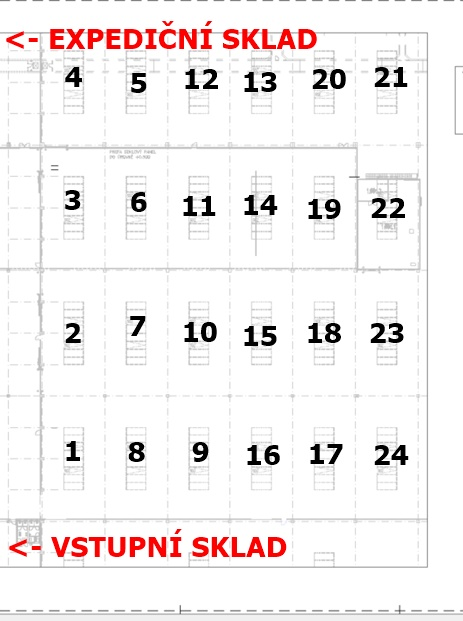 <- EXPEDIČNÍ SKLAD
4 5 12 13 20 21
3 6 11 14 19 22
2 7 10 15 18 23
1 8 9 16 17 24
<- VSTUPNÍ SKLAD